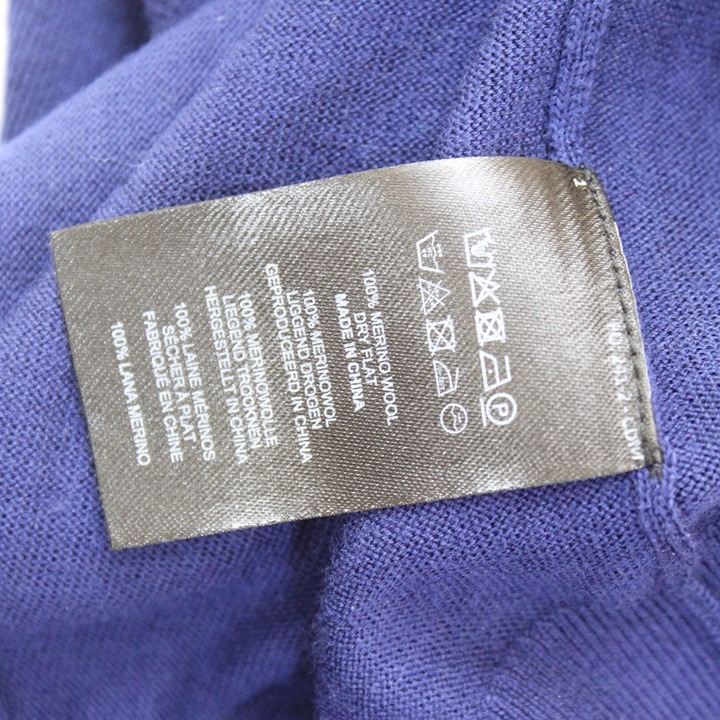 100% MERINO WOOL
DRY FLAT
MADE IN CHINA
100% MERINOWOL
LIGGEND DROGEN
GEPRODUCEERD IN CHINA
100% MERINOWOLLE
LIEGEND TROCKNEN
HERGESTELLT IN CHINA
100% LAINE MÉRINOS
SÉCHER À PLAT
FABRIQUÉ EN CHINE
100% LANA MERINO
P